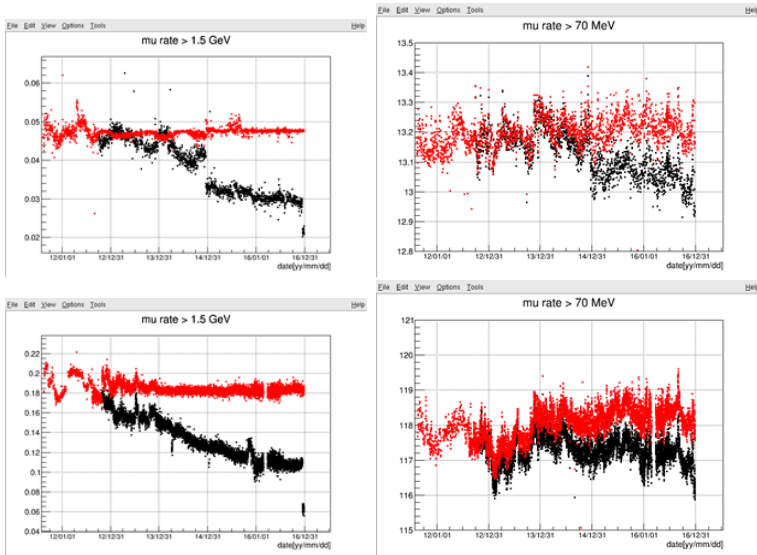 File Edit View Options Tools Help
mu rate > 1.5 GeV
0.06
0.05
0.04
0.03
0.02
12/01/01 12/12/31 13/12/31 14/12/31 16/01/01 16/12/31
date[yy/mm/dd]
File Edit View Options Tools Help
mu rate > 70 MeV
13.5
13.4
13.3
13.2
13.1
13
12.9
12.8
12/01/01 12/12/31 13/12/31 14/12/31 16/01/01 16/12/31
date[yy/mm/dd]
File Edit View Options Tools Help
mu rate > 1.5 GeV
0.22
0.2
0.18
0.16
0.14
0.12
0.1
0.08
0.06
0.04
12/01/01 12/12/31 13/12/31 14/12/31 16/01/01 16/12/31
date[yy/mm/dd]
File Edit View Options Tools Help
mu rate > 70 MeV
121
120
119
118
117
116
115
12/01/01 12/12/31 13/12/31 14/12/31 16/01/01 16/12/31
date[yy/mm/dd]